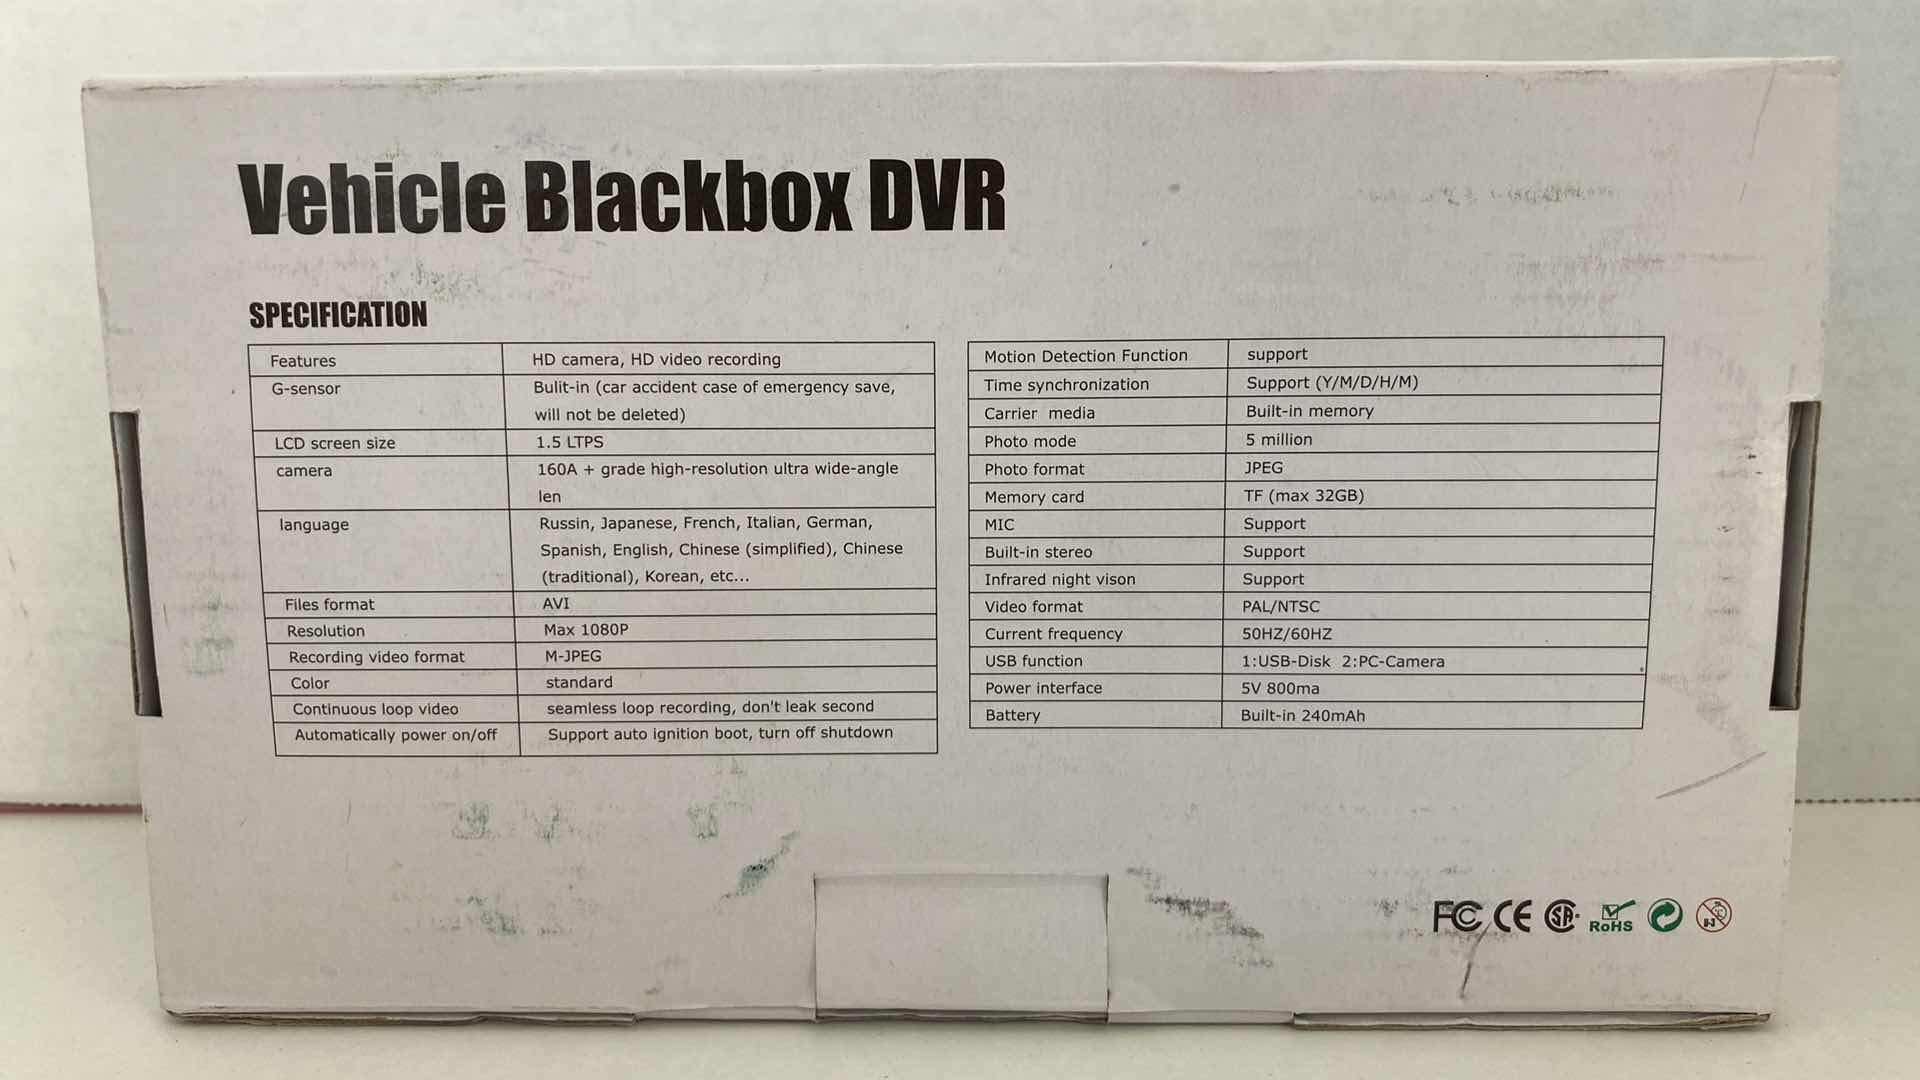 Vehicle Blackbox DVR
SPECIFICATION
Features HD camera, HD video recording
G-sensor Bulit-in (car accident case of emergency save,
will not be deleted)
LCD screen size 1.5 LTPS
camera 160A + grade high-resolution ultra wide-angle
len
language Russin, Japanese, French, Italian, German,
Spanish, English, Chinese (simplified), Chinese
(traditional), Korean, etc...
Files format AVI
Resolution Max 1080P
Recording video format M-JPEG
Color standard
Continuous loop video seamless loop recording, don't leak second
Automatically power on/off Support auto ignition boot, turn off shutdown
Motion Detection Function support
Time synchronization Support (Y/M/D/H/M)
Carrier media Built-in memory
Photo mode 5 million
Photo format JPEG
Memory card TF (max 32GB)
MIC Support
Built-in stereo Support
Infrared night vison Support
Video format PAL/NTSC
Current frequency 50HZ/60HZ
USB function 1:USB-Disk 2:PC-Camera
Power interface 5V 800ma
Battery Built-in 240mAh
FC CE SA RoHS 0-3